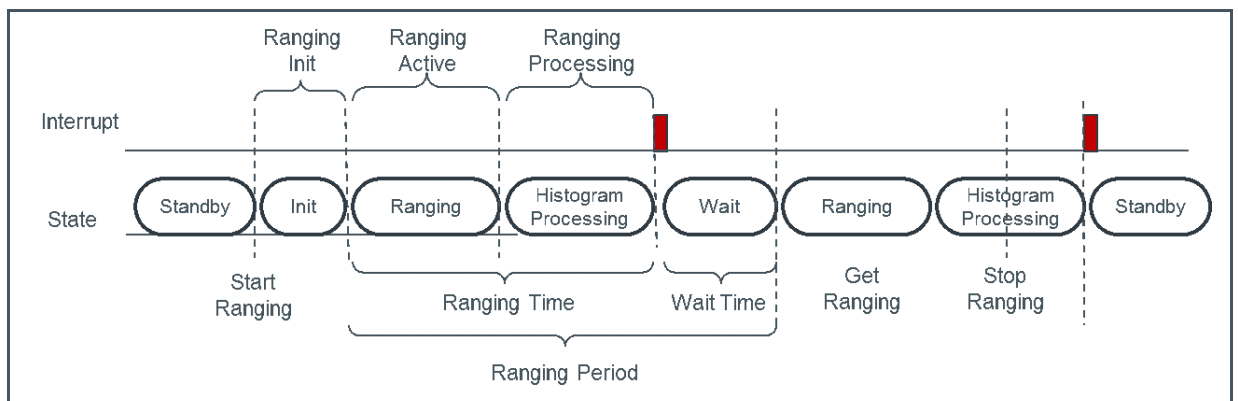 Ranging Init
Ranging Active
Ranging Processing
Interrupt
State
Standby
Init
Ranging
Histogram Processing
Wait
Ranging
Histogram Processing
Standby
Start Ranging
Ranging Time
Wait Time
Get Ranging
Stop Ranging
Ranging Period